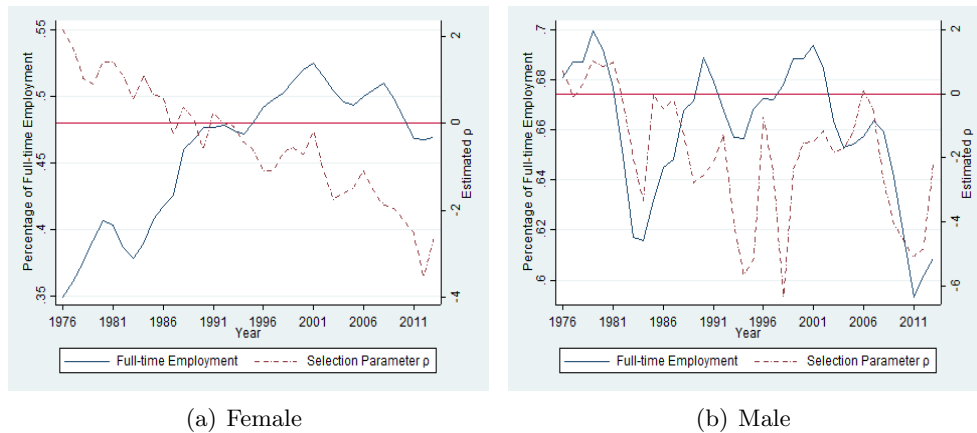 Percentage of Full-time Employment
.35 .4 .45 .5 .55
Estimated ρ
-4 -2 0 2
1976 1981 1986 1991 1996 2001 2006 2011
Year
Full-time Employment Selection Parameter ρ
(a) Female
Percentage of Full-time Employment
.6 .62 .64 .66 .68 .7
Estimated ρ
-6 -4 -2 0 2
1976 1981 1986 1991 1996 2001 2006 2011
Year
Full-time Employment Selection Parameter ρ
(b) Male